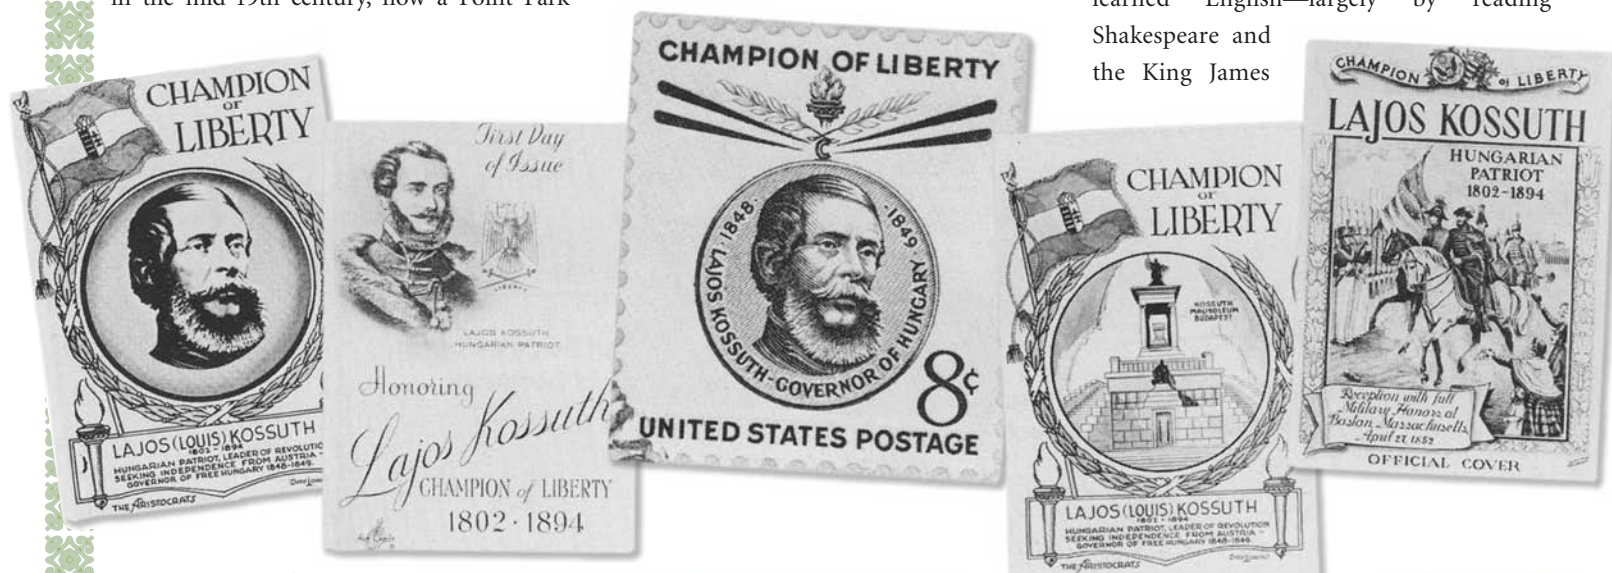 in the mid-19th century, now a Point Park
learned English—largely by reading
Shakespeare and
the King James
CHAMPION
OF
LIBERTY
LAJOS (LOUIS) KOSSUTH
1802 - 1894
HUNGARIAN PATRIOT, LEADER OF REVOLUTION
SEEKING INDEPENDENCE FROM AUSTRIA -
GOVERNOR OF FREE HUNGARY 1848-1849.
THE ARISTOCRATS
First Day
of Issue
LIBERTY
LAJOS KOSSUTH
HUNGARIAN PATRIOT
Honoring
Lajos Kossuth
CHAMPION of LIBERTY
1802 · 1894
CHAMPION OF LIBERTY
1848-1849
LAJOS KOSSUTH-GOVERNOR OF HUNGARY
8¢
UNITED STATES POSTAGE
CHAMPION
OF
LIBERTY
KOSSUTH
MAUSOLEUM
BUDAPEST
LAJOS (LOUIS) KOSSUTH
1802 - 1894
HUNGARIAN PATRIOT, LEADER OF REVOLUTION
SEEKING INDEPENDENCE FROM AUSTRIA -
GOVERNOR OF FREE HUNGARY 1848-1849.
THE ARISTOCRATS
CHAMPION of LIBERTY
LAJOS KOSSUTH
HUNGARIAN
PATRIOT
1802-1894
Reception with full
Military Honors at
Boston, Massachusetts,
April 27, 1852
OFFICIAL COVER